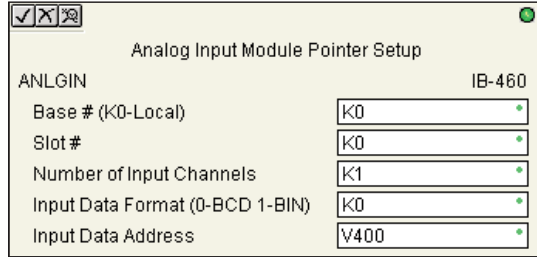 Analog Input Module Pointer Setup
ANLGIN IB-460
Base # (K0-Local) K0
Slot # K0
Number of Input Channels K1
Input Data Format (0-BCD 1-BIN) K0
Input Data Address V400